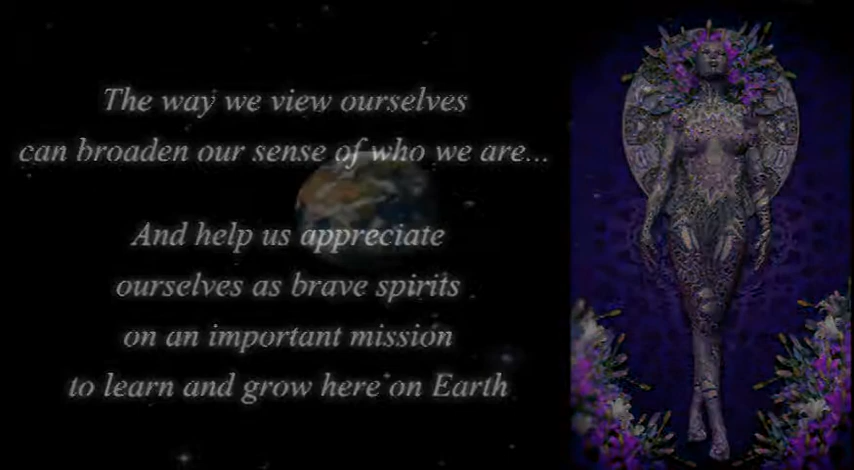 The way we view ourselves
can broaden our sense of who we are...
And help us appreciate
ourselves as brave spirits
on an important mission
to learn and grow here on Earth